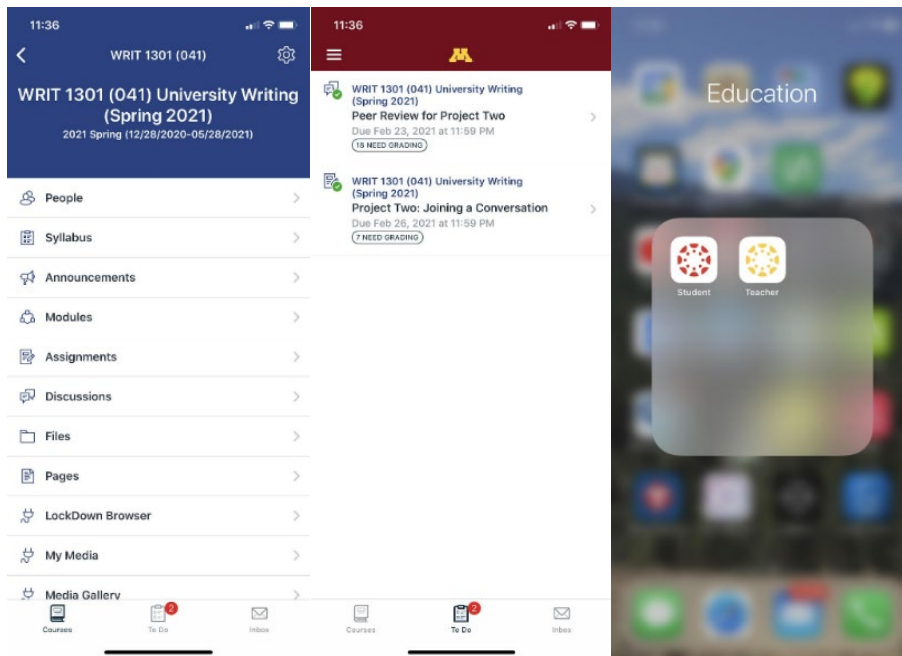 11:36
WRIT 1301 (041)
WRIT 1301 (041) University Writing
(Spring 2021)
2021 Spring (12/28/2020-05/28/2021)
People
Syllabus
Announcements
Modules
Assignments
Discussions
Files
Pages
LockDown Browser
My Media
Media Gallery
2
Courses
To Do
Inbox
11:36
M
WRIT 1301 (041) University Writing
(Spring 2021)
Peer Review for Project Two
Due Feb 23, 2021 at 11:59 PM
18 NEED GRADING
WRIT 1301 (041) University Writing
(Spring 2021)
Project Two: Joining a Conversation
Due Feb 26, 2021 at 11:59 PM
7 NEED GRADING
2
Courses
To Do
Inbox
Education
Student
Teacher